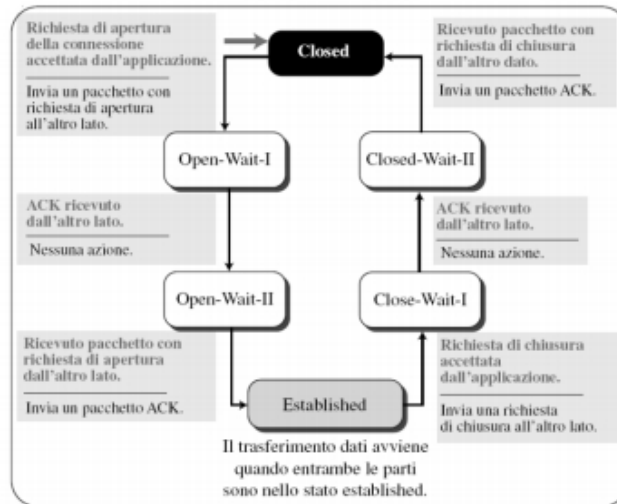 Richiesta di apertura
della connessione
accettata dall'applicazione.
Invia un pacchetto con
richiesta di apertura
all'altro lato.
Closed
Ricevuto pacchetto con
richiesta di chiusura
dall'altro dato.
Invia un pacchetto ACK.
Open-Wait-I
Closed-Wait-II
ACK ricevuto
dall'altro lato.
Nessuna azione.
ACK ricevuto
dall'altro lato.
Nessuna azione.
Open-Wait-II
Close-Wait-I
Ricevuto pacchetto con
richiesta di apertura
dall'altro lato.
Invia un pacchetto ACK.
Established
Richiesta di chiusura
accettata
dall'applicazione.
Invia una richiesta
di chiusura all'altro lato.
Il trasferimento dati avviene
quando entrambe le parti
sono nello stato established.